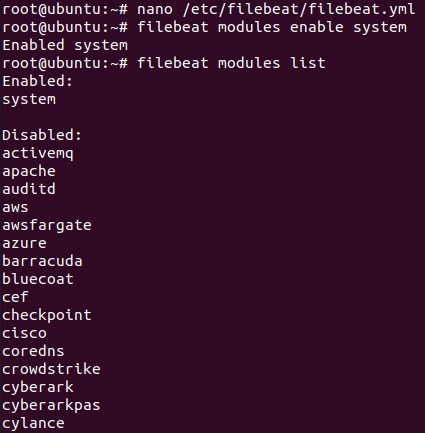 root@ubuntu:~# nano /etc/filebeat/filebeat.yml
root@ubuntu:~# filebeat modules enable system
Enabled system
root@ubuntu:~# filebeat modules list
Enabled:
system

Disabled:
activemq
apache
auditd
aws
awsfargate
azure
barracuda
bluecoat
cef
checkpoint
cisco
coredns
crowdstrike
cyberark
cyberarkpas
cylance